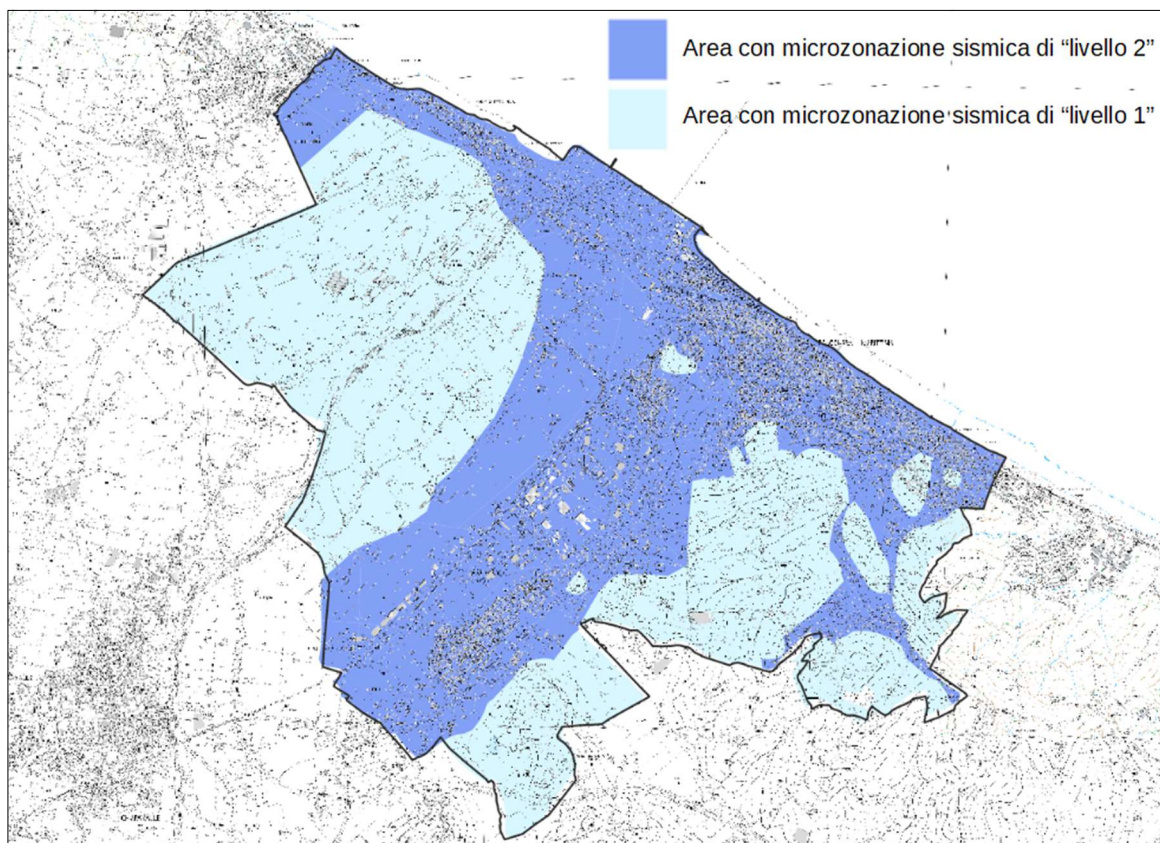 Area con microzonazione sismica di “livello 2”
Area con microzonazione sismica di “livello 1”